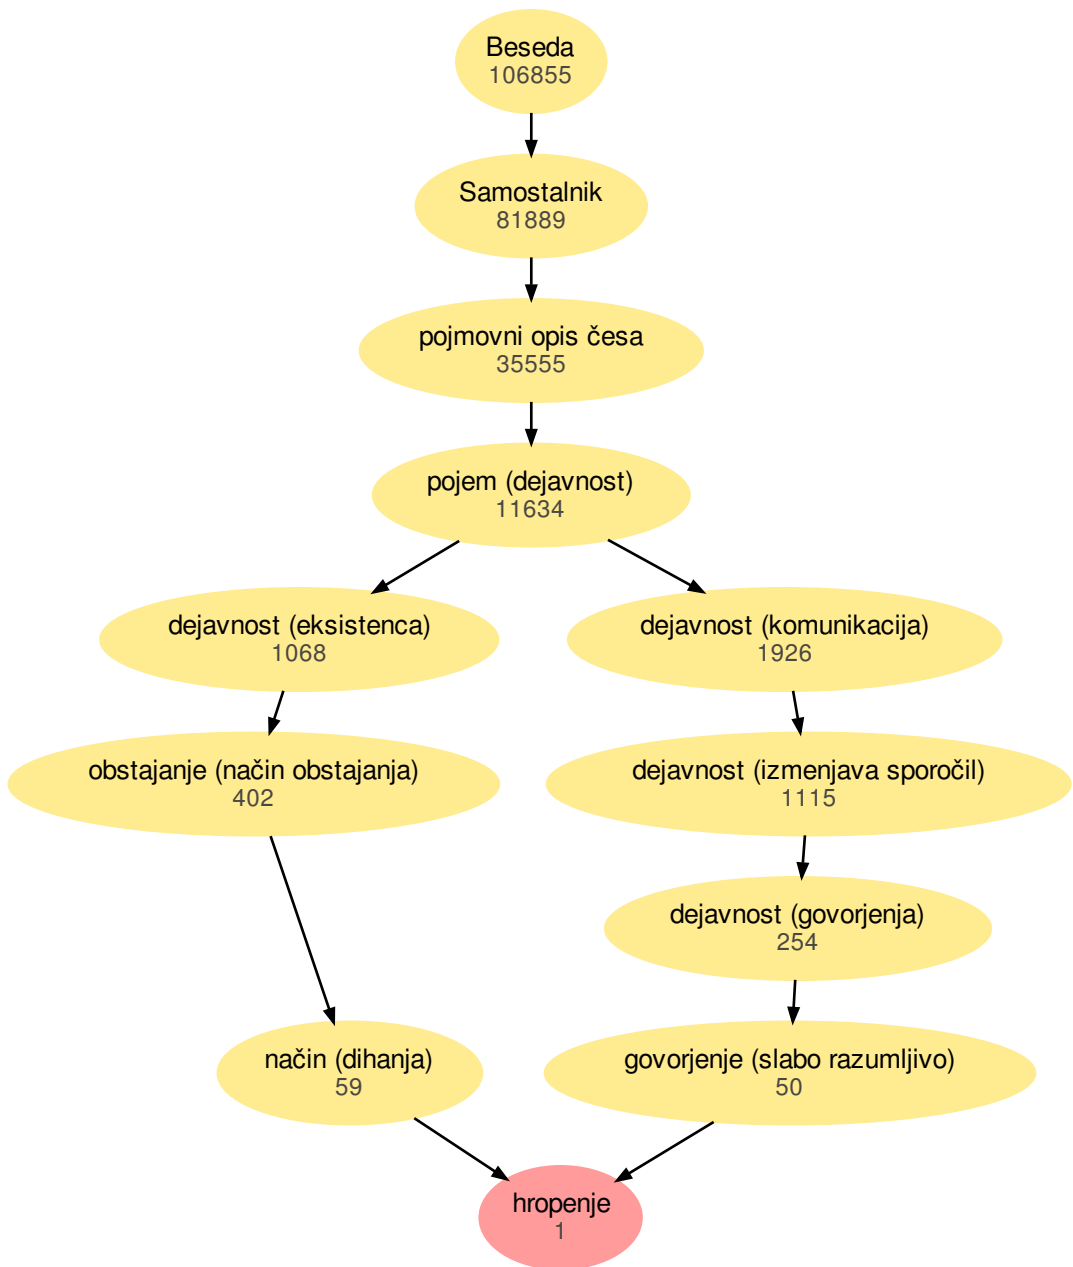 Beseda
106855
Samostalnik
81889
pojmovni opis česa
35555
pojem (dejavnost)
11634
dejavnost (eksistenca)
1068
dejavnost (komunikacija)
1926
obstajanje (način obstajanja)
402
dejavnost (izmenjava sporočil)
1115
dejavnost (govorjenja)
254
način (dihanja)
59
govorjenje (slabo razumljivo)
50
hropenje
1